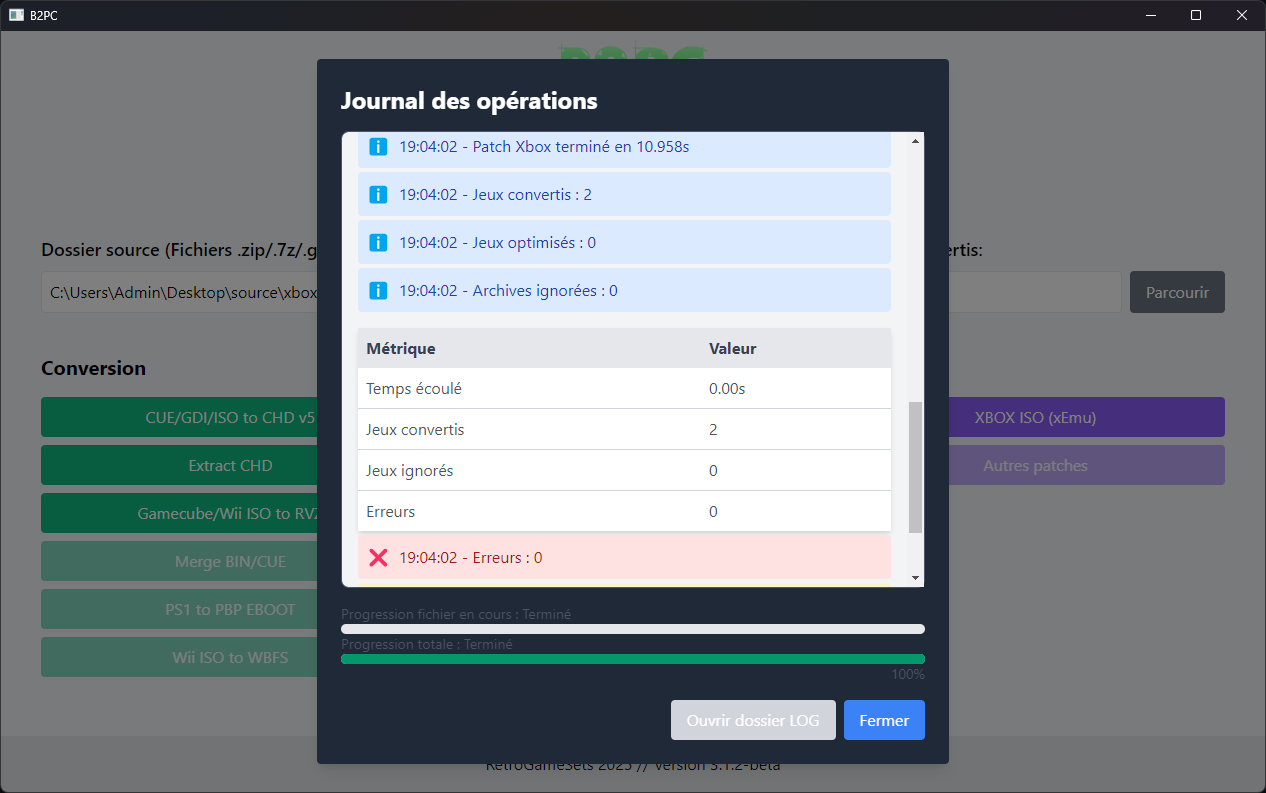 B2PC
Journal des opérations
19:04:02 - Patch Xbox terminé en 10.958s
19:04:02 - Jeux convertis : 2
19:04:02 - Jeux optimisés : 0
19:04:02 - Archives ignorées : 0
Métrique Valeur
Temps écoulé 0.00s
Jeux convertis 2
Jeux ignorés 0
Erreurs 0
19:04:02 - Erreurs : 0
Progression fichier en cours : Terminé
Progression totale : Terminé
100%
Ouvrir dossier LOG Fermer
Dossier source (Fichiers .zip/.7z/.g
ertis:
C:\Users\Admin\Desktop\source\xbox
Parcourir
Conversion
CUE/GDI/ISO to CHD v5
Extract CHD
Gamecube/Wii ISO to RVZ
Merge BIN/CUE
PS1 to PBP EBOOT
Wii ISO to WBFS
XBOX ISO (xEmu)
Autres patches
RetroGameSets 2025 // Version 3.1.2-beta